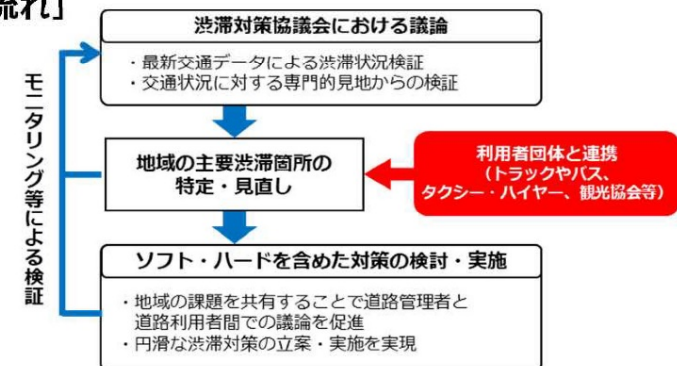 流れ]
渋滞対策協議会における議論
・最新交通データによる渋滞状況検証
・交通状況に対する専門的見地からの検証
モニタリング等による検証
地域の主要渋滞箇所の
特定・見直し
利用者団体と連携
(トラックやバス、
タクシー・ハイヤー、観光協会等)
ソフト・ハードを含めた対策の検討・実施
・地域の課題を共有することで道路管理者と
道路利用者間での議論を促進
・円滑な渋滞対策の立案・実施を実現